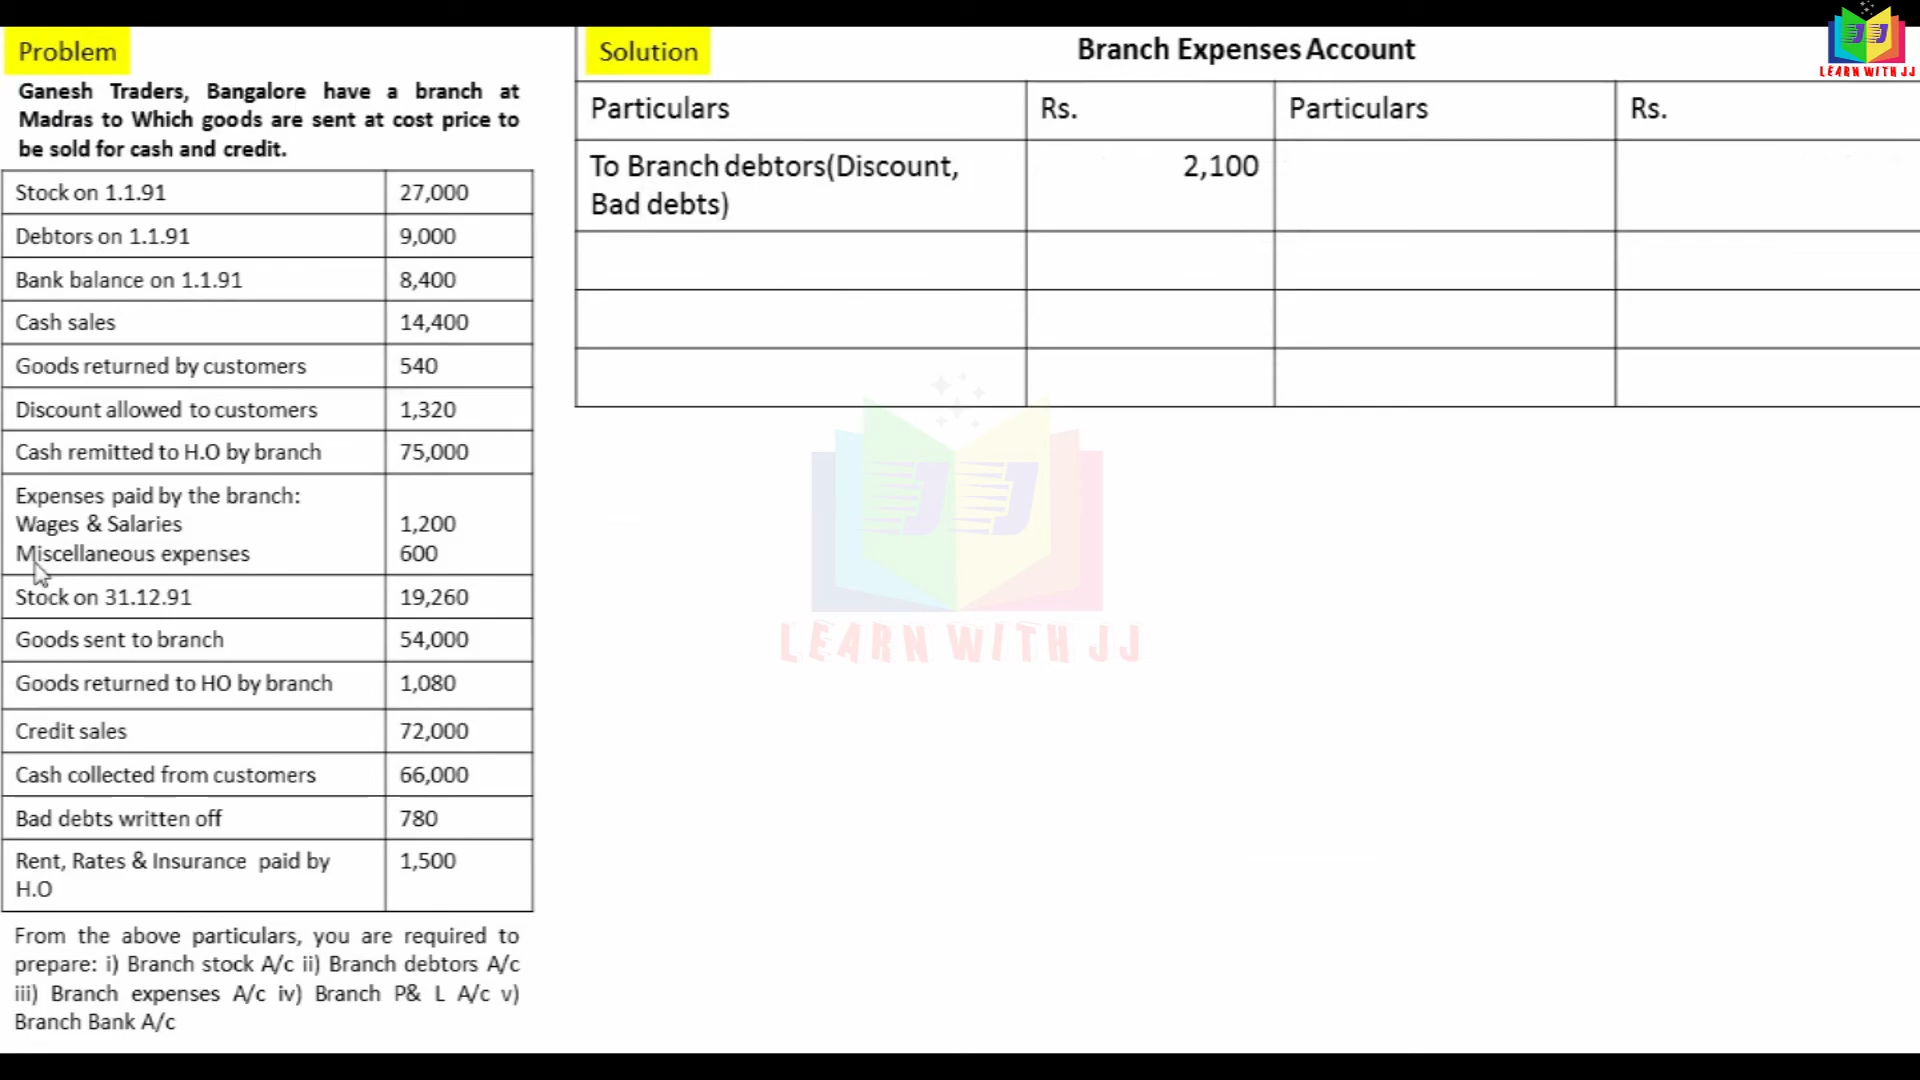 Problem
Ganesh Traders, Bangalore have a branch at
Madras to Which goods are sent at cost price to
be sold for cash and credit.
Stock on 1.1.91 27,000
Debtors on 1.1.91 9,000
Bank balance on 1.1.91 8,400
Cash sales 14,400
Goods returned by customers 540
Discount allowed to customers 1,320
Cash remitted to H.O by branch 75,000
Expenses paid by the branch:
Wages & Salaries 1,200
Miscellaneous expenses 600
Stock on 31.12.91 19,260
Goods sent to branch 54,000
Goods returned to HO by branch 1,080
Credit sales 72,000
Cash collected from customers 66,000
Bad debts written off 780
Rent, Rates & Insurance paid by 1,500
H.O
From the above particulars, you are required to
prepare: i) Branch stock A/c ii) Branch debtors A/c
iii) Branch expenses A/c iv) Branch P& L A/c v)
Branch Bank A/c
Solution
Branch Expenses Account
Particulars Rs. Particulars Rs.
To Branch debtors(Discount, 2,100
Bad debts)
JJ
LEARN WITH JJ
JJ
LEARN WITH JJ